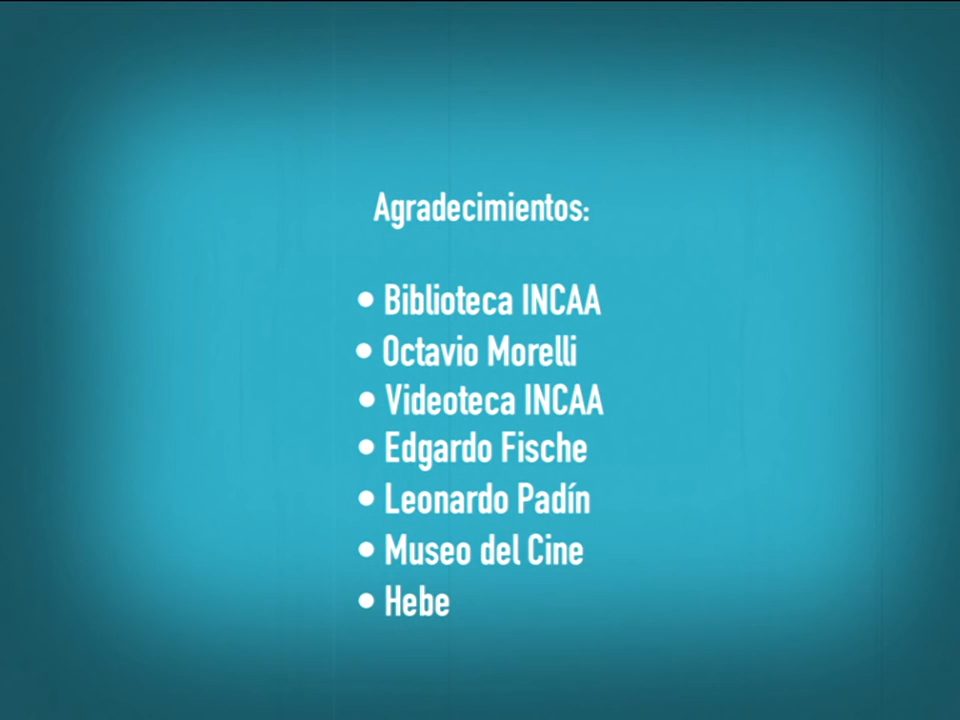 Agradecimientos:
• Biblioteca INCAA
• Octavio Morelli
• Videoteca INCAA
• Edgardo Fische
• Leonardo Padín
• Museo del Cine
• Hebe